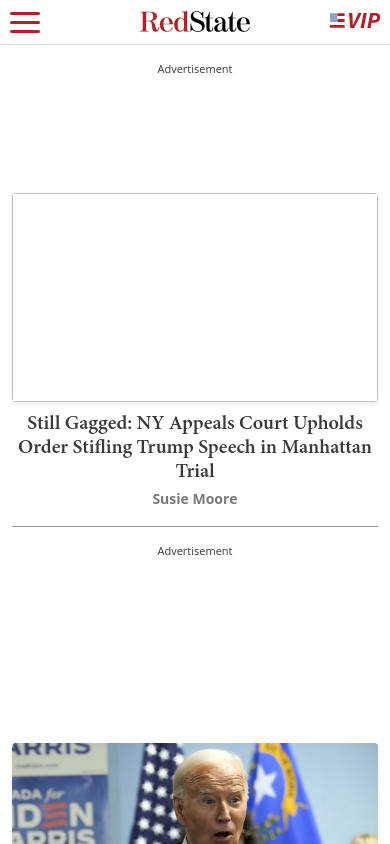 RedState
VIP
Advertisement
Still Gagged: NY Appeals Court Upholds
Order Stifling Trump Speech in Manhattan
Trial
Susie Moore
Advertisement
ARRIS
ADA for
DEN
ARRIS